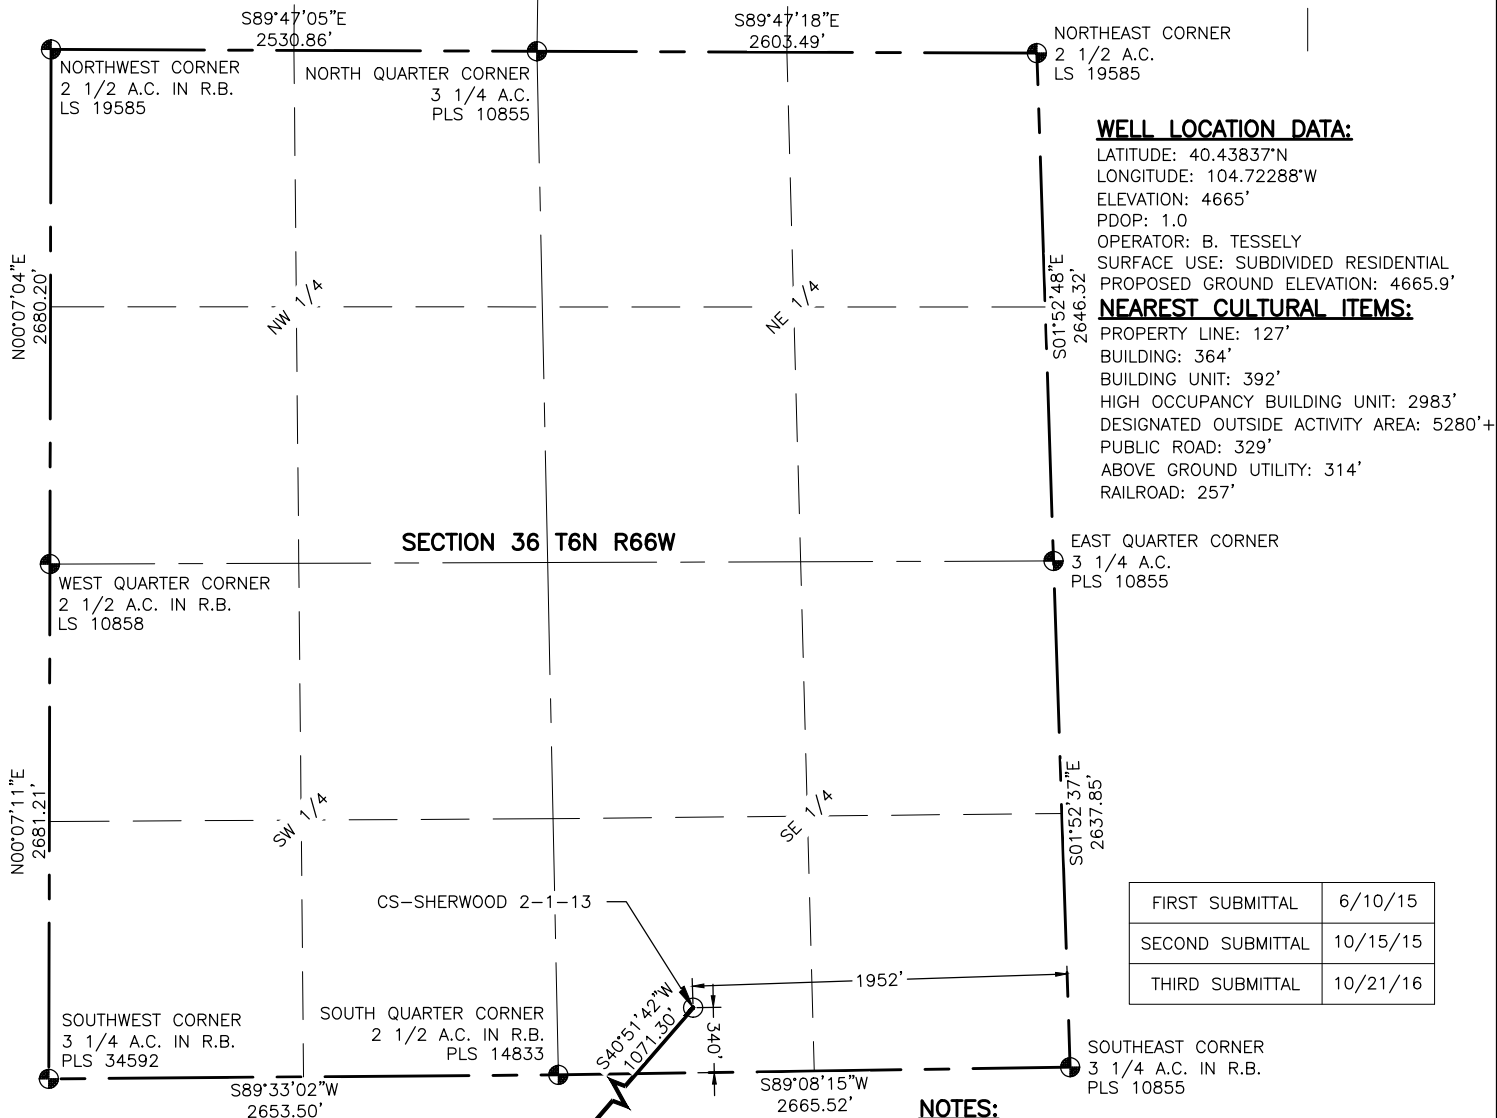 S89°47'05"E
2530.86'
S89°47'18"E
2603.49'
NORTHWEST CORNER
2 1/2 A.C. IN R.B.
LS 19585
NORTH QUARTER CORNER
3 1/4 A.C.
PLS 10855
NORTHEAST CORNER
2 1/2 A.C.
LS 19585
WELL LOCATION DATA:
LATITUDE: 40.43837°N
LONGITUDE: 104.72288°W
ELEVATION: 4665'
PDOP: 1.0
OPERATOR: B. TESSELY
SURFACE USE: SUBDIVIDED RESIDENTIAL
PROPOSED GROUND ELEVATION: 4665.9'
NEAREST CULTURAL ITEMS:
PROPERTY LINE: 127'
BUILDING: 364'
BUILDING UNIT: 392'
HIGH OCCUPANCY BUILDING UNIT: 2983'
DESIGNATED OUTSIDE ACTIVITY AREA: 5280'+
PUBLIC ROAD: 329'
ABOVE GROUND UTILITY: 314'
RAILROAD: 257'
N00°07'04"E
2680.20'
NW 1/4
NE 1/4
S01°52'48"E
2646.32'
SECTION 36 T6N R66W
WEST QUARTER CORNER
2 1/2 A.C. IN R.B.
LS 10858
EAST QUARTER CORNER
3 1/4 A.C.
PLS 10855
N00°07'11"E
2681.21'
SW 1/4
SE 1/4
S01°52'37"E
2637.85'
CS-SHERWOOD 2-1-13
FIRST SUBMITTAL 6/10/15
SECOND SUBMITTAL 10/15/15
THIRD SUBMITTAL 10/21/16
1952'
340'
S40°51'42"W
1071.30'
SOUTHWEST CORNER
3 1/4 A.C. IN R.B.
PLS 34592
SOUTH QUARTER CORNER
2 1/2 A.C. IN R.B.
PLS 14833
SOUTHEAST CORNER
3 1/4 A.C. IN R.B.
PLS 10855
S89°33'02"W
2653.50'
S89°08'15"W
2665.52'
NOTES: